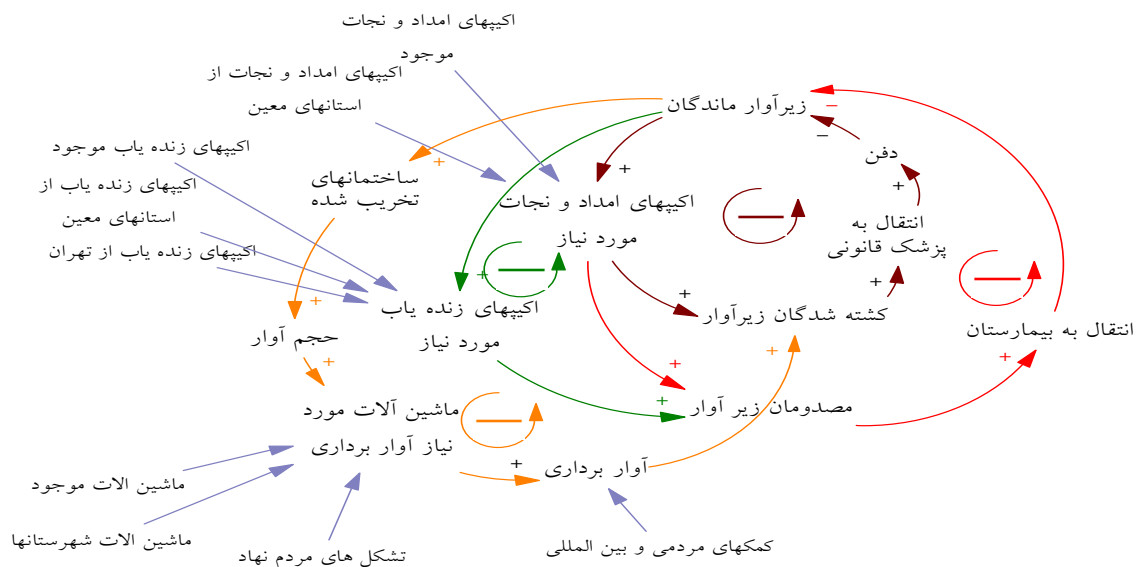 اکیپهای امداد و نجات
موجود
اکیپهای امداد و نجات از
استانهای معین
زیرآوار ماندگان
اکیپهای زنده یاب موجود
اکیپهای زنده یاب از
استانهای معین
اکیپهای زنده یاب از تهران
ساختمانهای
تخریب شده
اکیپهای امداد و نجات
مورد نیاز
دفن
انتقال به
پزشک قانونی
اکیپهای زنده یاب
مورد نیاز
کشته شدگان زیرآوار
انتقال به بیمارستان
حجم آوار
مصدومان زیر آوار
ماشین آلات مورد
نیاز آوار برداری
آوار برداری
ماشین الات موجود
ماشین الات شهرستانها
تشکل های مردم نهاد
کمکهای مردمی و بین المللی